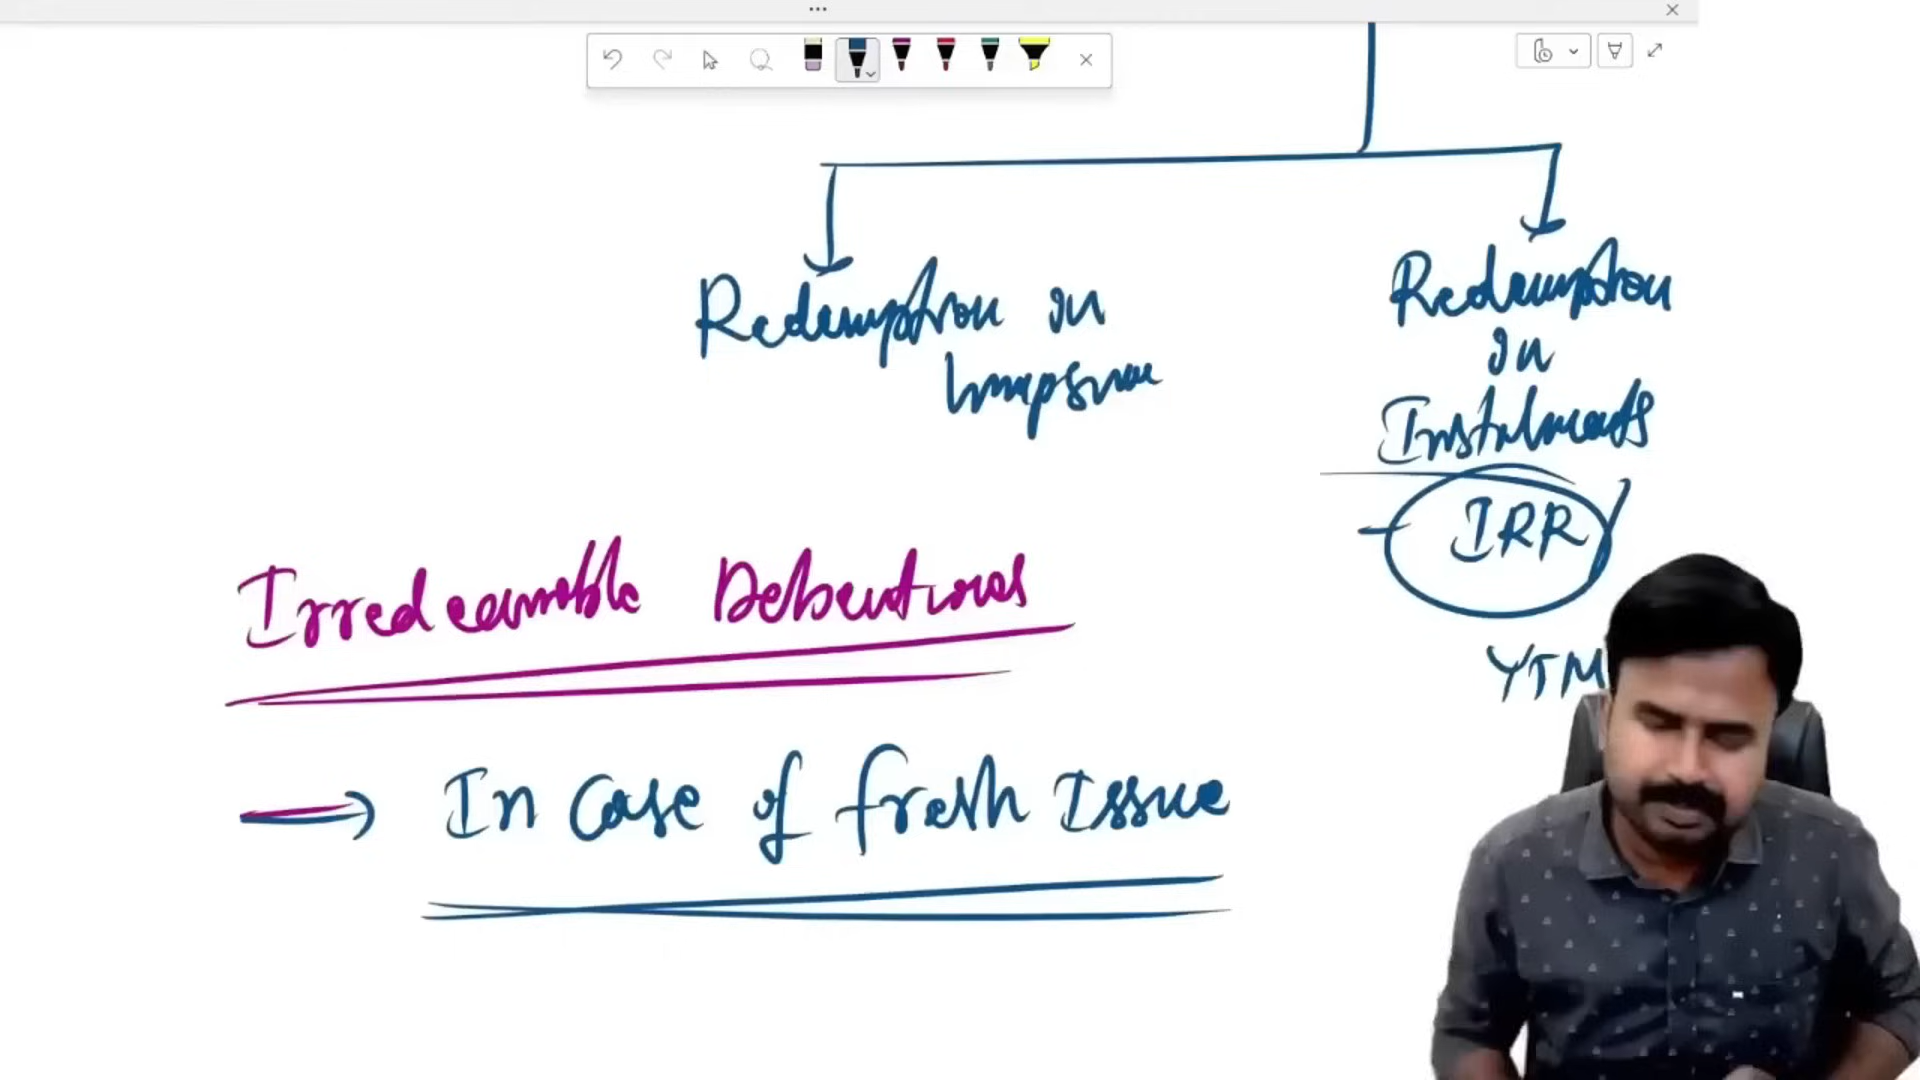 Redemption in
lumpsum
Redemption
in
Instalments
IRR
YTM
Irredeemable Debentures
→ In Case of fresh Issue